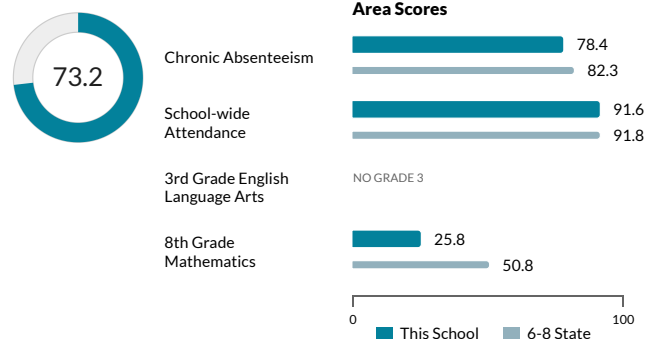 Area Scores
73.2
Chronic Absenteeism
78.4
82.3
School-wide
Attendance
91.6
91.8
3rd Grade English
Language Arts
NO GRADE 3
8th Grade
Mathematics
25.8
50.8
0
100
This School
6-8 State